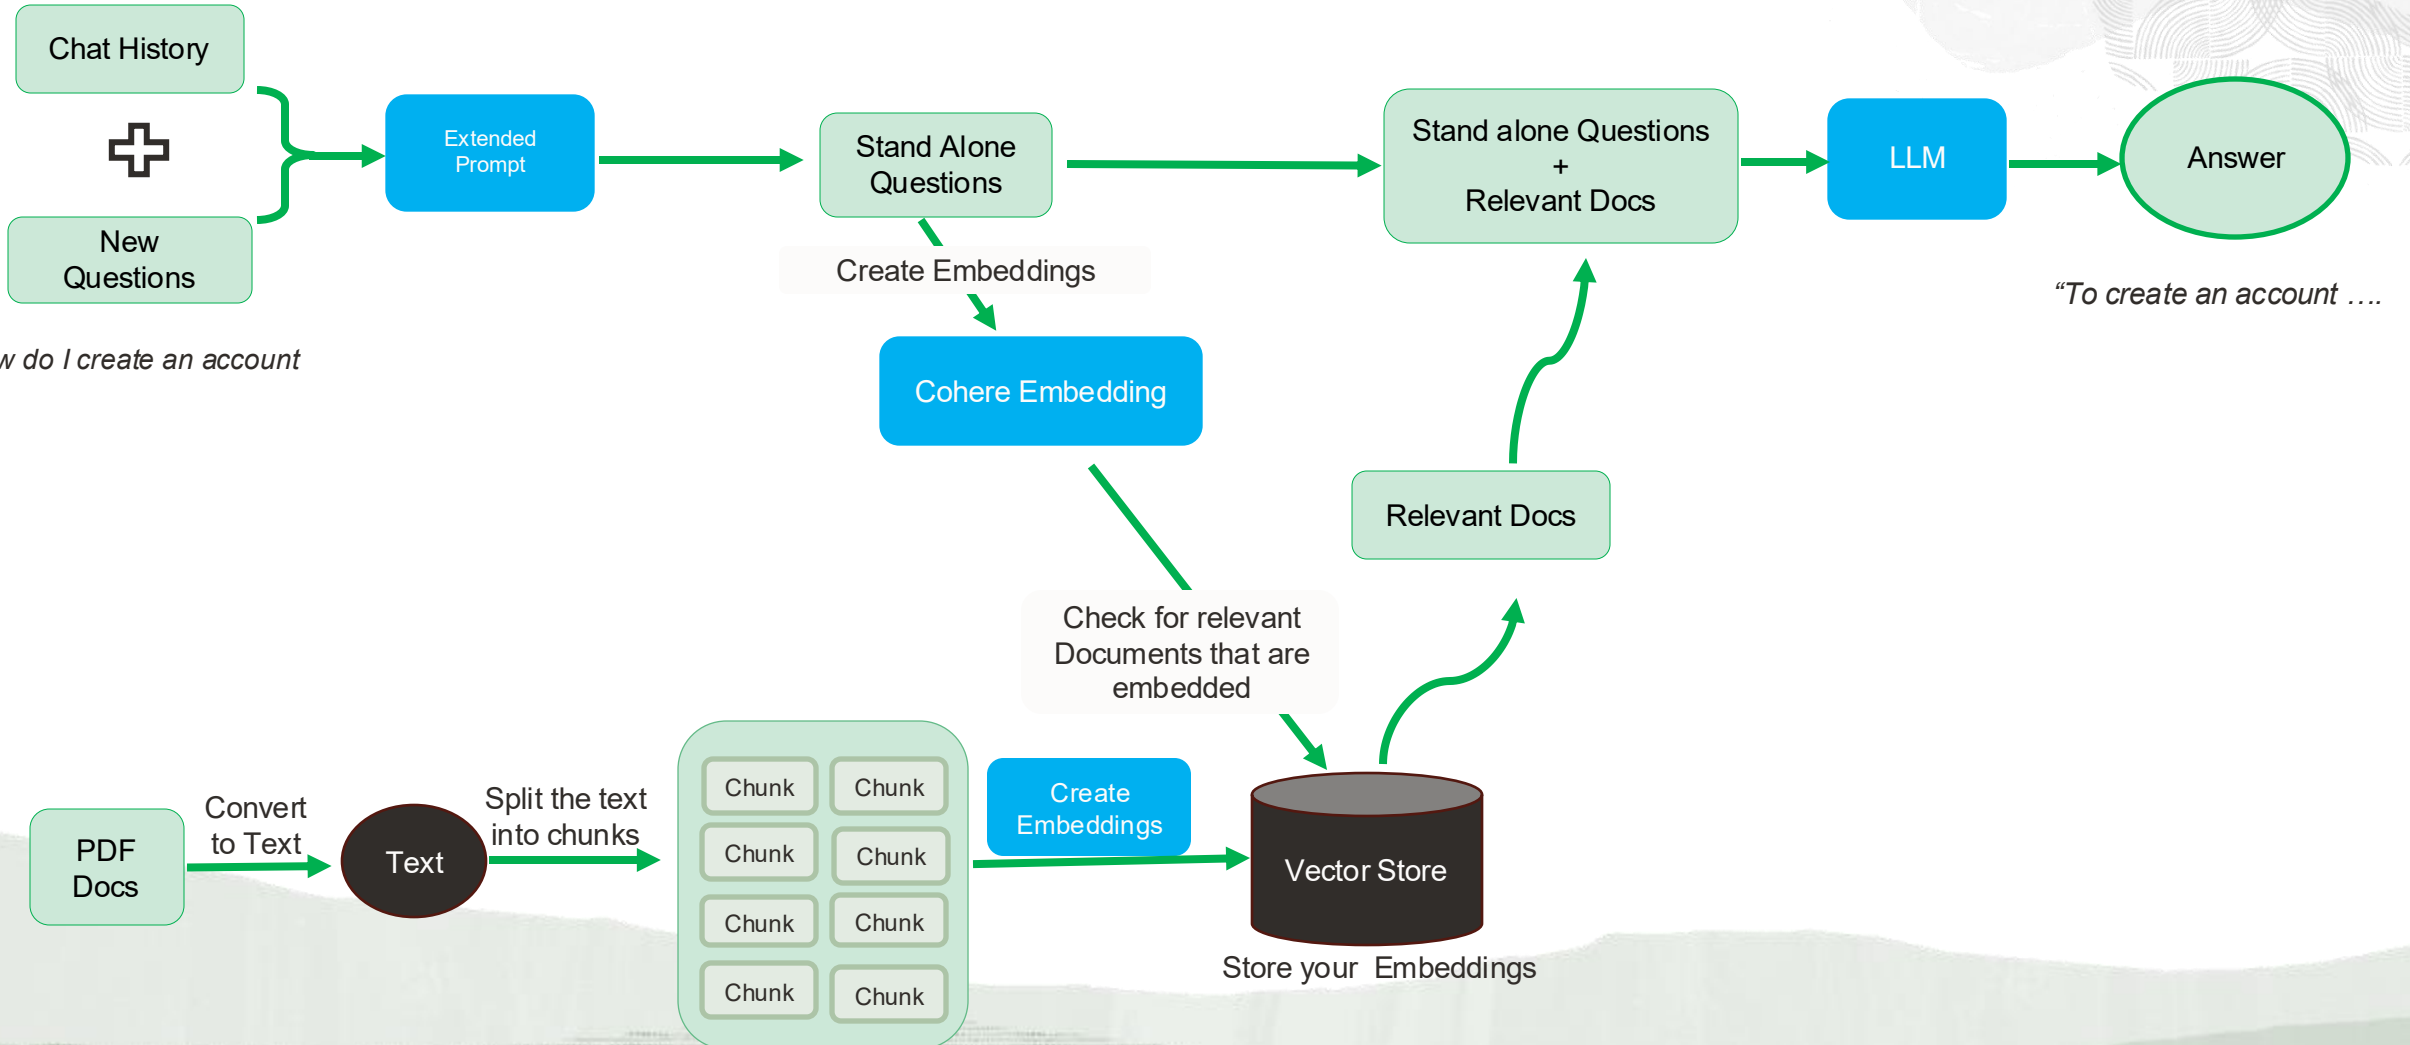 Chat History
New
Questions
w do I create an account
Extended
Prompt
Stand Alone
Questions
Create Embeddings
Cohere Embedding
Check for relevant
Documents that are
embedded
Stand alone Questions
+
Relevant Docs
LLM
Answer
“To create an account ….
Relevant Docs
PDF
Docs
Convert
to Text
Text
Split the text
into chunks
Chunk
Chunk
Chunk
Chunk
Chunk
Chunk
Chunk
Chunk
Create
Embeddings
Vector Store
Store your Embeddings